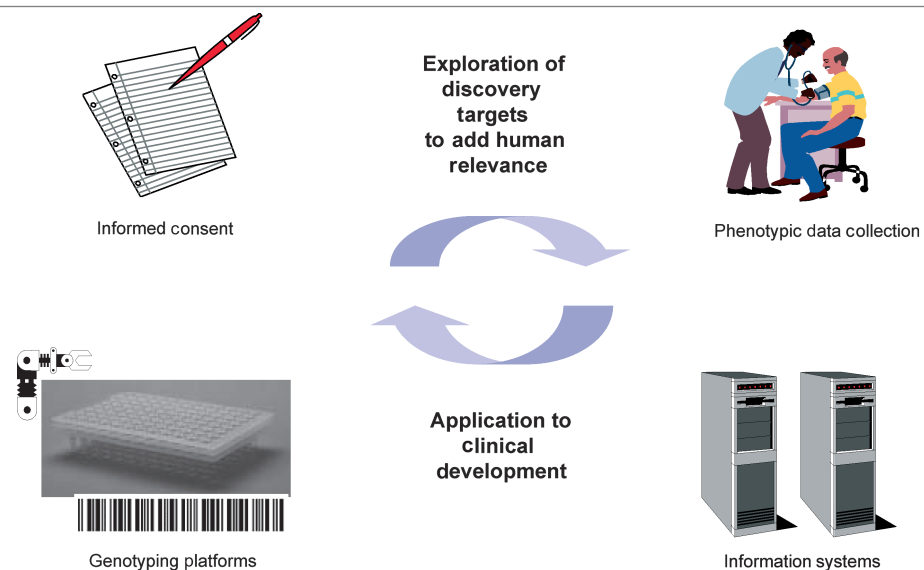 Exploration of
discovery
targets
to add human
relevance
Informed consent
Phenotypic data collection
Application to
clinical
development
Genotyping platforms
Information systems